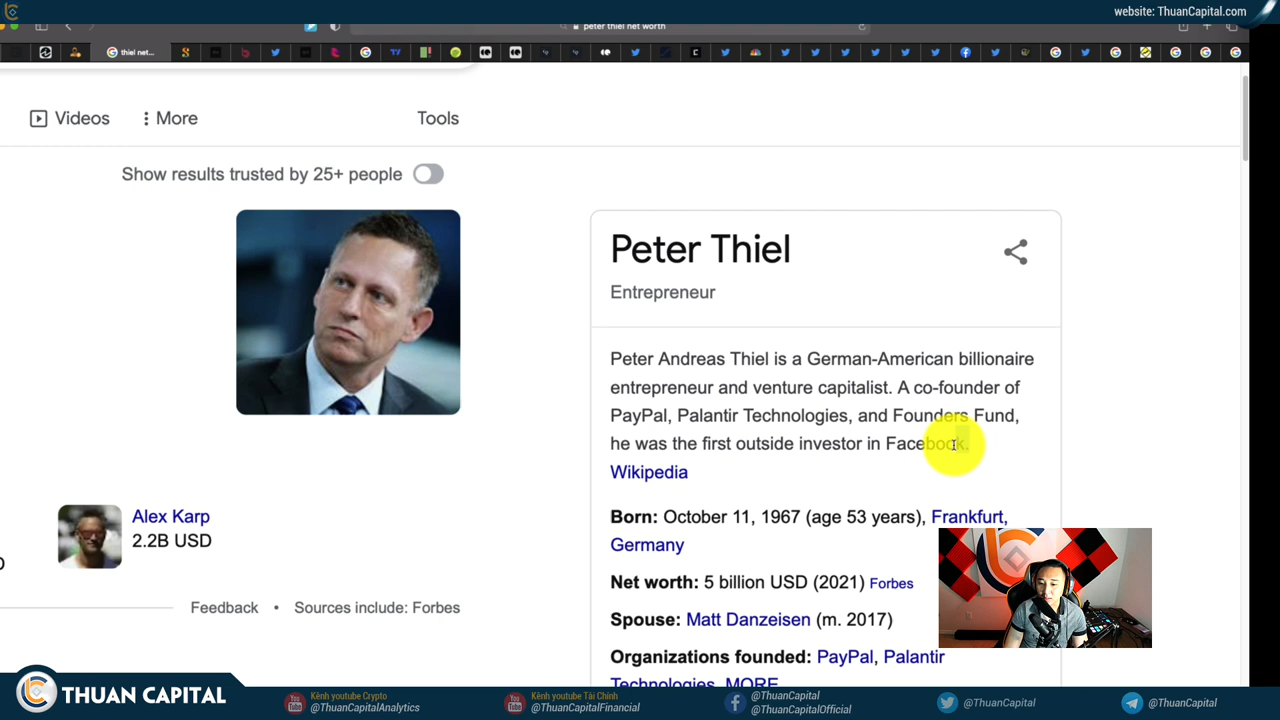 website: ThuanCapital.com
peter thiel net worth
thiel net...
Videos
More
Tools
Show results trusted by 25+ people
Peter Thiel
Entrepreneur
Peter Andreas Thiel is a German-American billionaire
entrepreneur and venture capitalist. A co-founder of
PayPal, Palantir Technologies, and Founders Fund,
he was the first outside investor in Facebook.
Wikipedia
Alex Karp
2.2B USD
Born: October 11, 1967 (age 53 years), Frankfurt,
Germany
Net worth: 5 billion USD (2021) Forbes
Feedback • Sources include: Forbes
Spouse: Matt Danzeisen (m. 2017)
Organizations founded: PayPal, Palantir
Technologies, MORE
THUAN CAPITAL
Kênh youtube Crypto
@ThuanCapitalAnalytics
Kênh youtube Tài Chính
@ThuanCapitalFinancial
@ThuanCapital
@ThuanCapitalOfficial
@ThuanCapital
@ThuanCapital